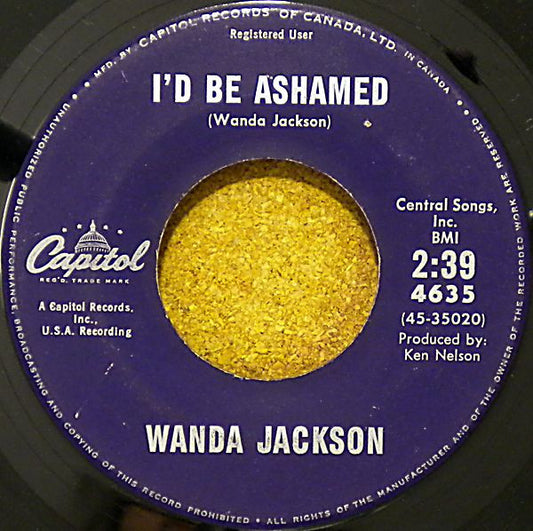 • MFD. BY CAPITOL RECORDS OF CANADA, LTD. IN CANADA •
Registered User
I'D BE ASHAMED
(Wanda Jackson)
Central Songs,
Inc.
BMI
2:39
4635
(45-35020)
Produced by:
Ken Nelson
Capitol
REG'D. TRADE MARK
A Capitol Records.
Inc.,
U.S.A. Recording
WANDA JACKSON
UNAUTHORIZED PUBLIC PERFORMANCE, BROADCASTING AND COPYING OF THIS RECORD PROHIBITED • ALL RIGHTS OF THE MANUFACTURER AND OF THE OWNER OF THE RECORDED WORK ARE RESERVED